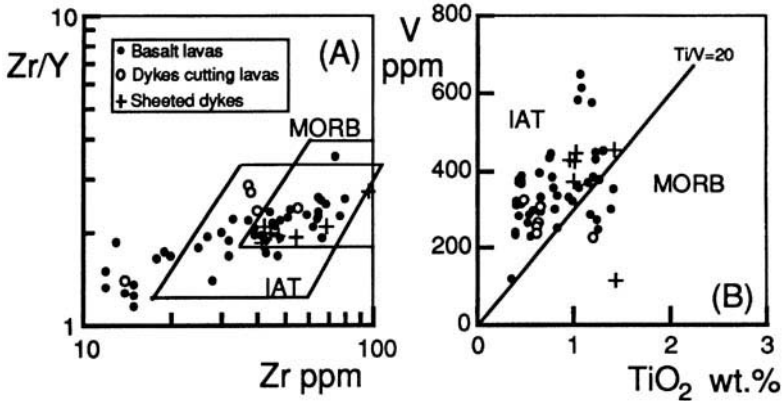 10
Zr/Y
• Basalt lavas
o Dykes cutting lavas
+ Sheeted dykes
(A)
MORB
IAT
1
10
100
Zr ppm
V
ppm
800
600
400
200
0
Ti/V=20
IAT
MORB
(B)
0
1
2
3
TiO₂ wt.%